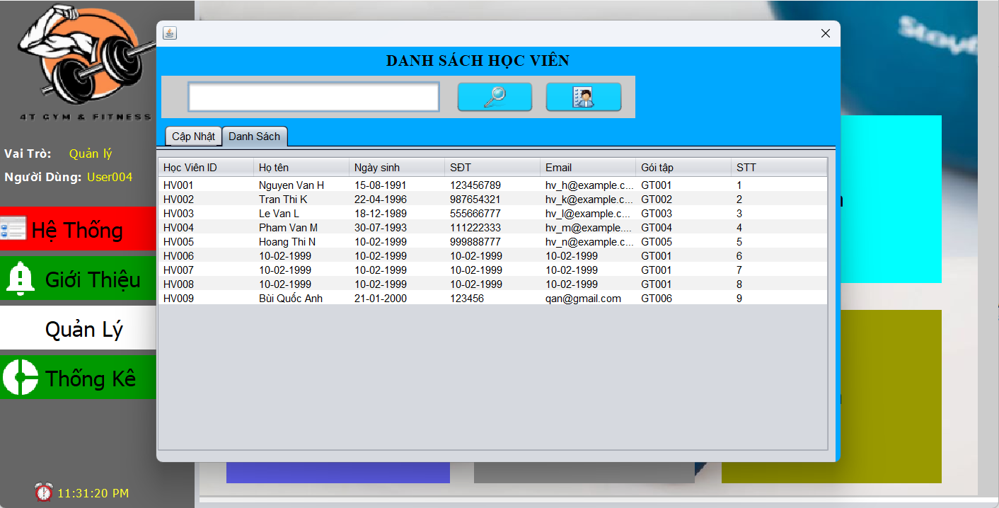 4T GYM & FITNESS
Vai Trò: Quản lý
Người Dùng: User004
Hệ Thống
Giới Thiệu
Quản Lý
Thống Kê
11:31:20 PM
DANH SÁCH HỌC VIÊN
Cập Nhật Danh Sách
Học Viên ID Họ tên Ngày sinh SĐT Email Gói tập STT
HV001 Nguyen Van H 15-08-1991 123456789 hv_h@example.c... GT001 1
HV002 Tran Thi K 22-04-1996 987654321 hv_k@example.c... GT002 2
HV003 Le Van L 18-12-1989 555666777 hv_l@example.c... GT003 3
HV004 Pham Van M 30-07-1993 111222333 hv_m@example.... GT004 4
HV005 Hoang Thi N 10-02-1999 999888777 hv_n@example.c... GT005 5
HV006 10-02-1999 10-02-1999 10-02-1999 10-02-1999 GT001 6
HV007 10-02-1999 10-02-1999 10-02-1999 10-02-1999 GT001 7
HV008 10-02-1999 10-02-1999 10-02-1999 10-02-1999 GT001 8
HV009 Bùi Quốc Anh 21-01-2000 123456 qan@gmail.com GT006 9